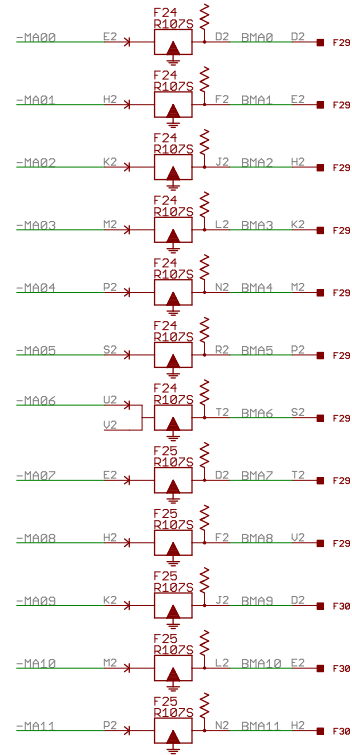 F24
R107S
-MA00 E2 D2 BMA0 D2 F29
F24
R107S
-MA01 H2 F2 BMA1 E2 F29
F24
R107S
-MA02 K2 J2 BMA2 H2 F29
F24
R107S
-MA03 M2 L2 BMA3 K2 F29
F24
R107S
-MA04 P2 N2 BMA4 M2 F29
F24
R107S
-MA05 S2 R2 BMA5 P2 F29
F24
R107S
-MA06 U2 T2 BMA6 S2 F29
V2
F25
R107S
-MA07 E2 D2 BMA7 T2 F29
F25
R107S
-MA08 H2 F2 BMA8 V2 F29
F25
R107S
-MA09 K2 J2 BMA9 D2 F30
F25
R107S
-MA10 M2 L2 BMA10 E2 F30
F25
R107S
-MA11 P2 N2 BMA11 H2 F30